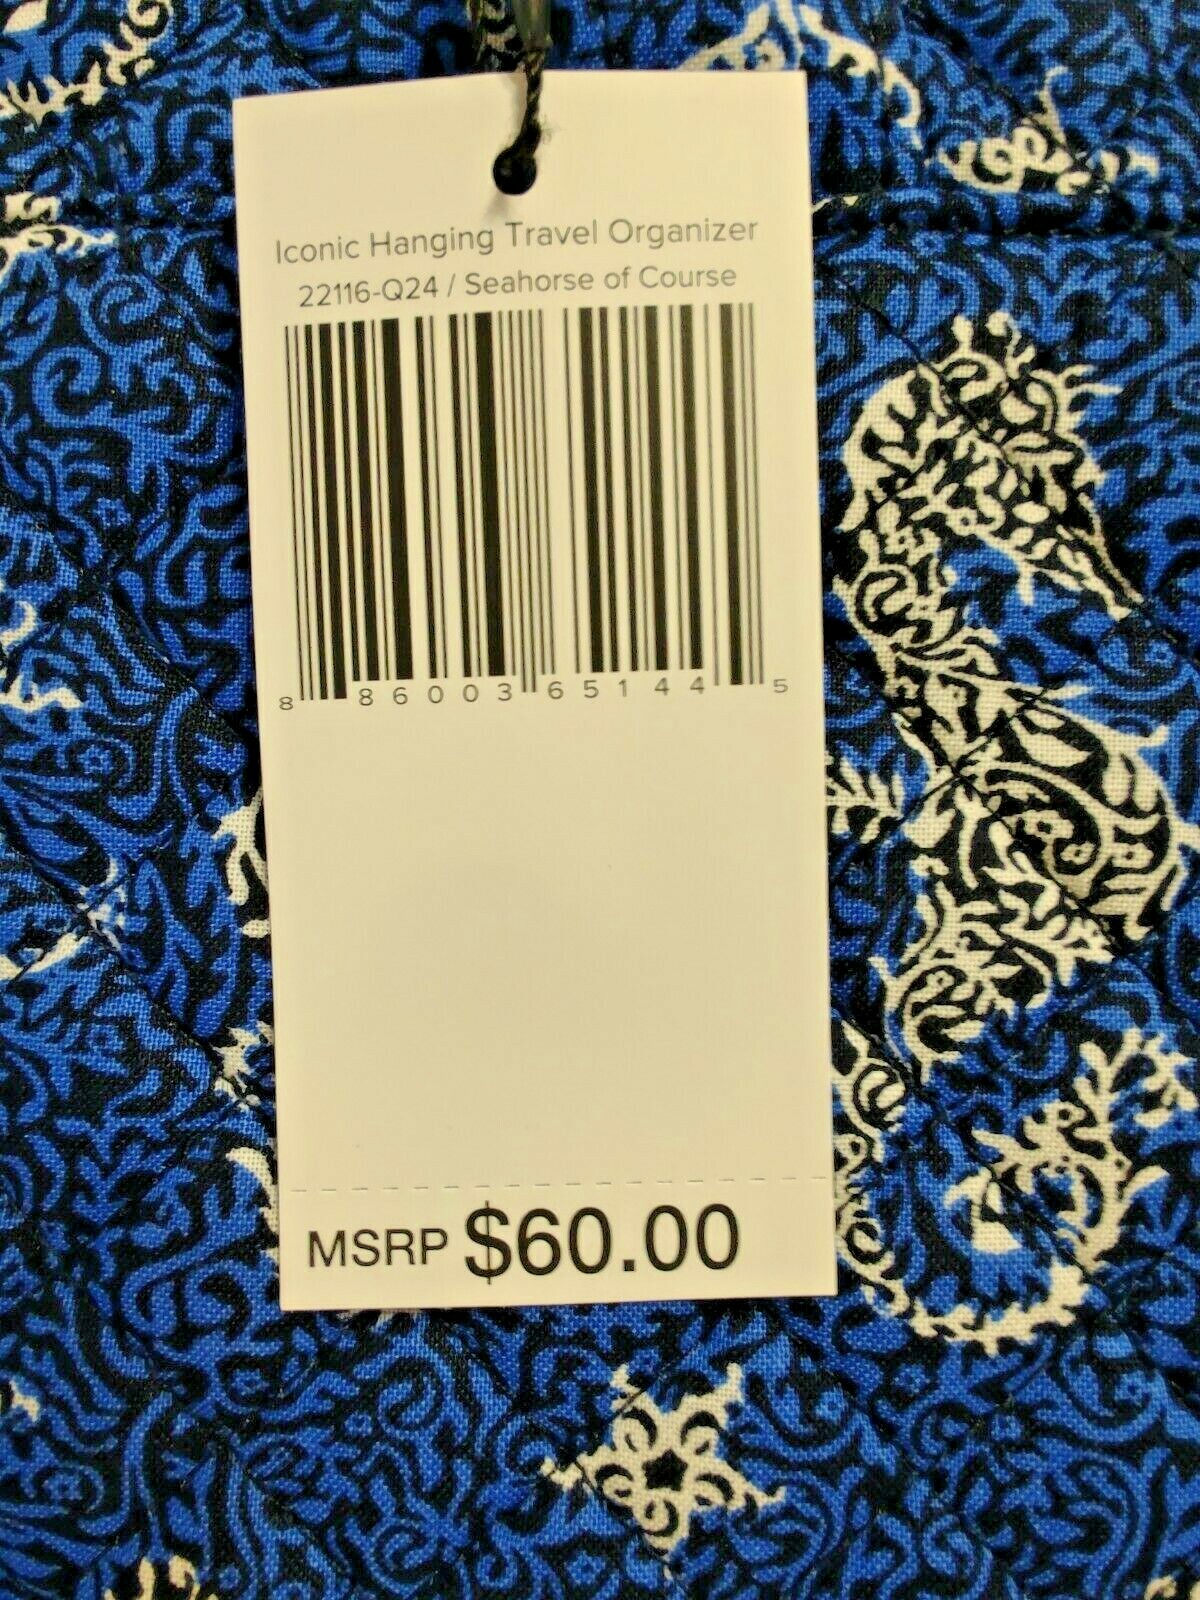 Iconic Hanging Travel Organizer
22116-Q24 / Seahorse of Course
8 86003 65144 5
MSRP $60.00